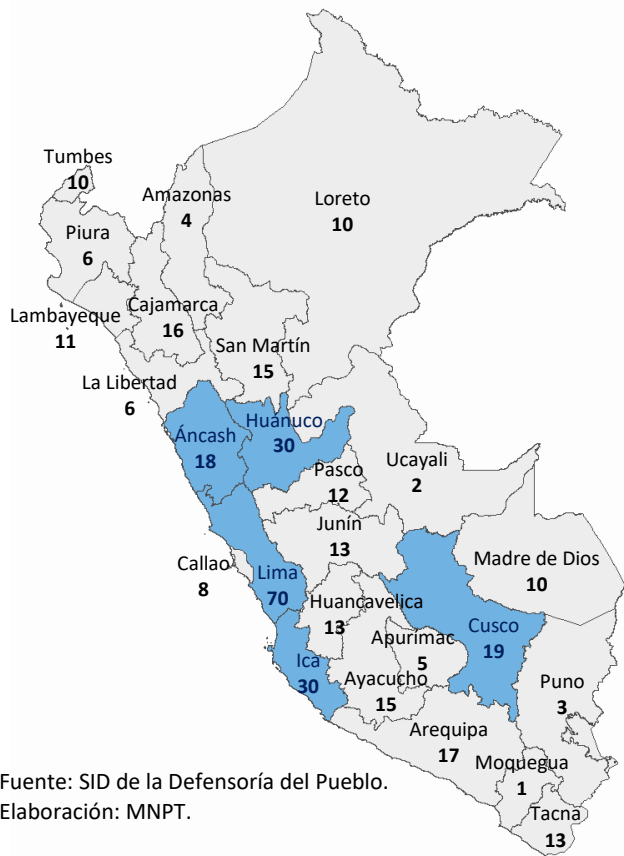 Tumbes
10
Amazonas
4
Loreto
10
Piura
6
Cajamarca
16
Lambayeque
11
San Martín
15
La Libertad
6
Huánuco
30
Áncash
18
Ucayali
2
Pasco
12
Junín
13
Madre de Dios
10
Callao
8
Lima
70
Huancavelica
13
Cusco
19
Apurímac
5
Ica
30
Ayacucho
15
Puno
3
Arequipa
17
Moquegua
1
Tacna
13
Fuente: SID de la Defensoría del Pueblo.
Elaboración: MNPT.